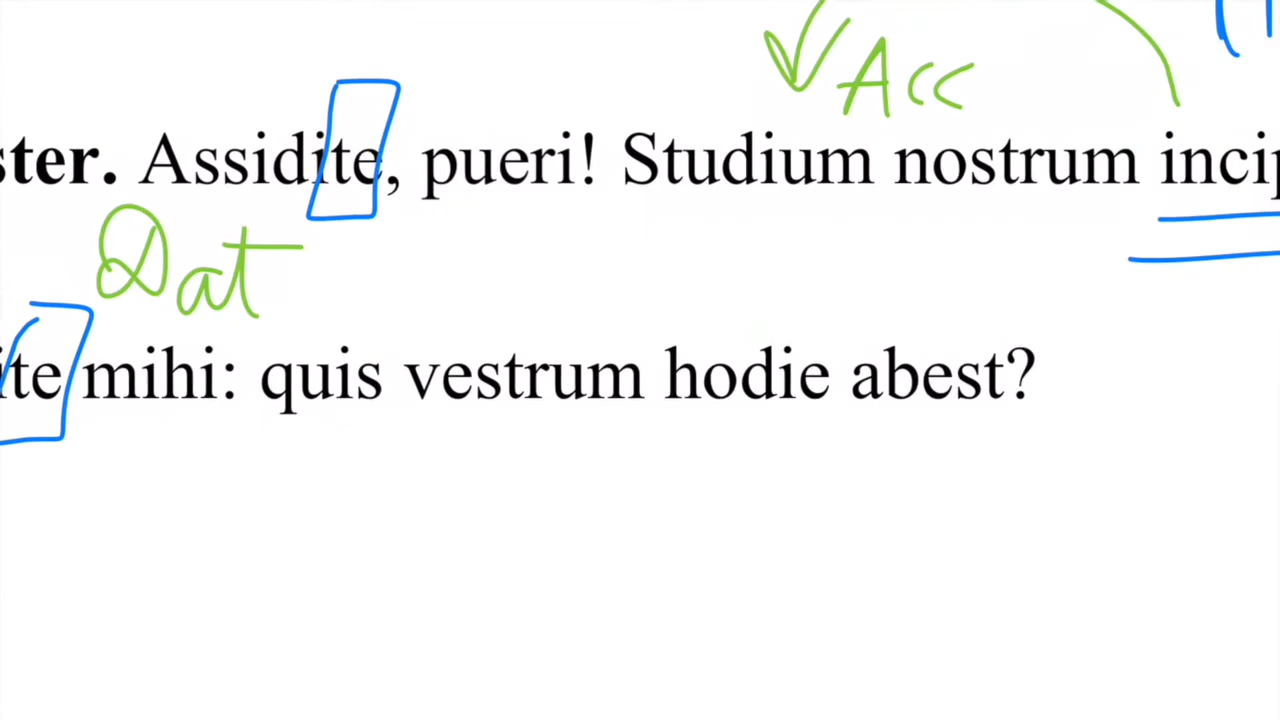 Acc
ster. Assidite, pueri! Studium nostrum incip
Dat
ite mihi: quis vestrum hodie abest?